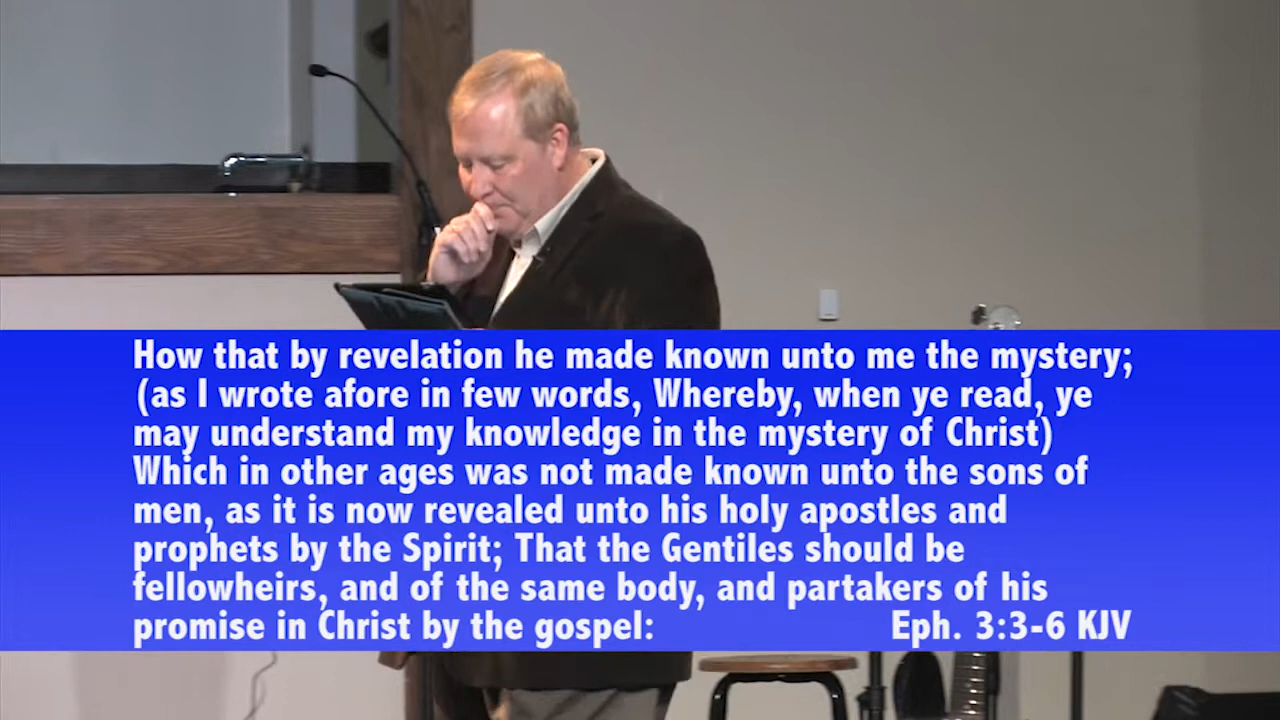 How that by revelation he made known unto me the mystery;
(as I wrote afore in few words, Whereby, when ye read, ye
may understand my knowledge in the mystery of Christ)
Which in other ages was not made known unto the sons of
men, as it is now revealed unto his holy apostles and
prophets by the Spirit; That the Gentiles should be
fellowheirs, and of the same body, and partakers of his
promise in Christ by the gospel: Eph. 3:3-6 KJV